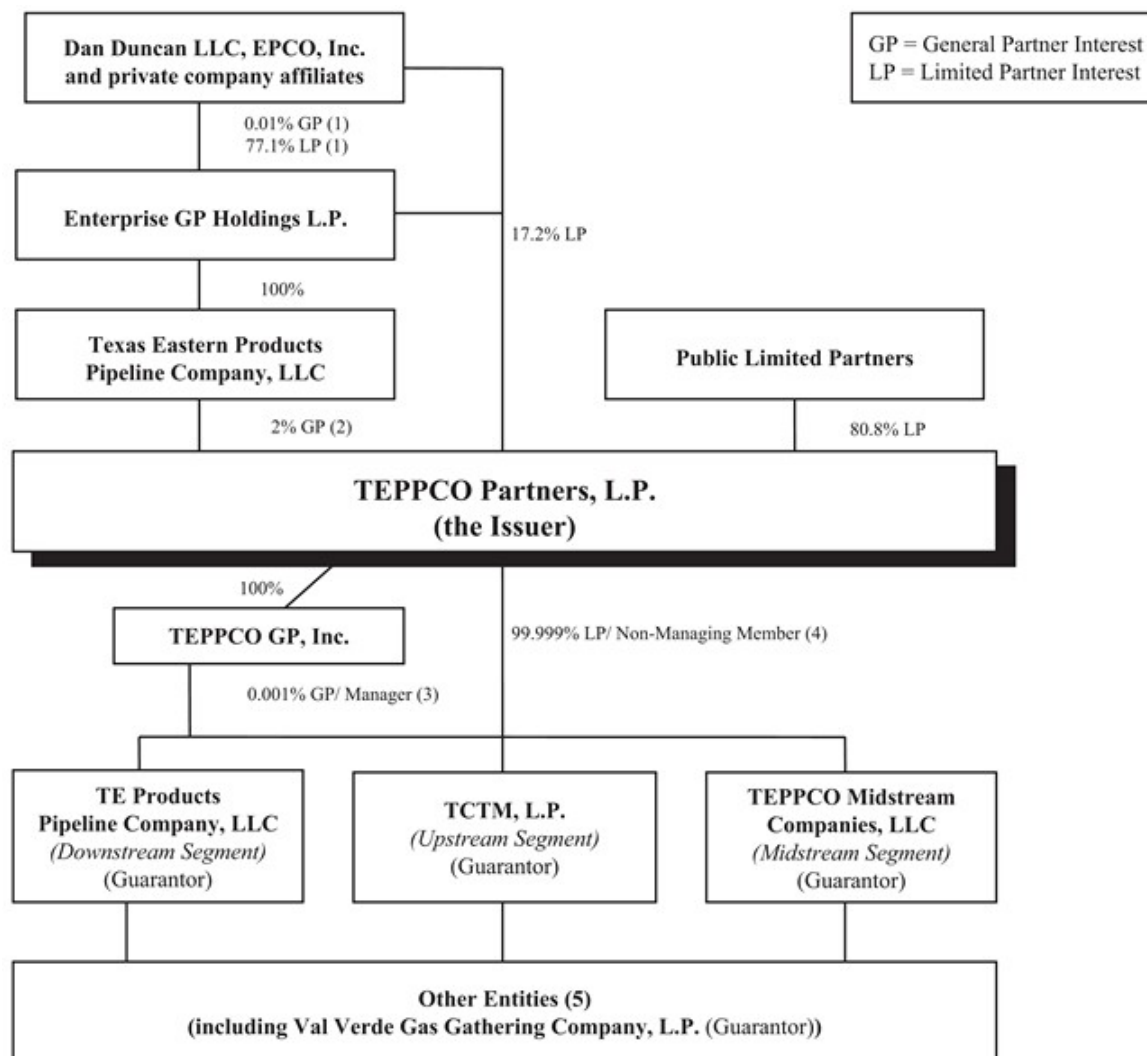 Dan Duncan LLC, EPCO, Inc.
and private company affiliates
GP = General Partner Interest
LP = Limited Partner Interest
0.01% GP (1)
77.1% LP (1)
Enterprise GP Holdings L.P.
17.2% LP
100%
Texas Eastern Products
Pipeline Company, LLC
Public Limited Partners
2% GP (2)
80.8% LP
TEPPCO Partners, L.P.
(the Issuer)
100%
TEPPCO GP, Inc.
99.999% LP/ Non-Managing Member (4)
0.001% GP/ Manager (3)
TE Products
Pipeline Company, LLC
(Downstream Segment)
(Guarantor)
TCTM, L.P.
(Upstream Segment)
(Guarantor)
TEPPCO Midstream
Companies, LLC
(Midstream Segment)
(Guarantor)
Other Entities (5)
(including Val Verde Gas Gathering Company, L.P. (Guarantor))